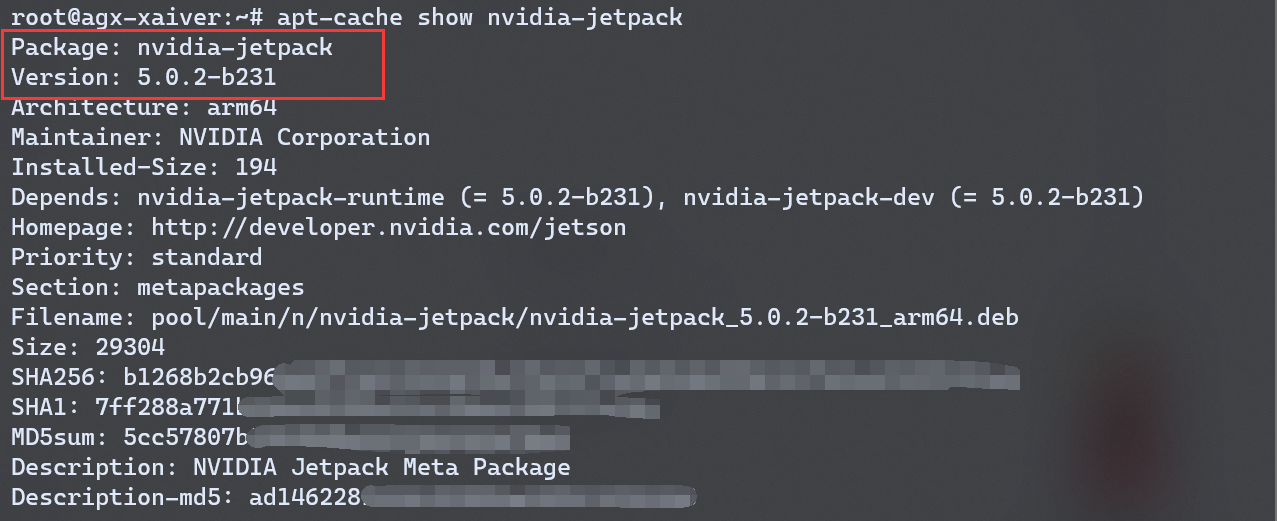 root@agx-xaiver:~# apt-cache show nvidia-jetpack
Package: nvidia-jetpack
Version: 5.0.2-b231
Architecture: arm64
Maintainer: NVIDIA Corporation
Installed-Size: 194
Depends: nvidia-jetpack-runtime (= 5.0.2-b231), nvidia-jetpack-dev (= 5.0.2-b231)
Homepage: http://developer.nvidia.com/jetson
Priority: standard
Section: metapackages
Filename: pool/main/n/nvidia-jetpack/nvidia-jetpack_5.0.2-b231_arm64.deb
Size: 29304
SHA256: b1268b2cb96
SHA1: 7ff288a771
MD5sum: 5cc57807b
Description: NVIDIA Jetpack Meta Package
Description-md5: ad146228